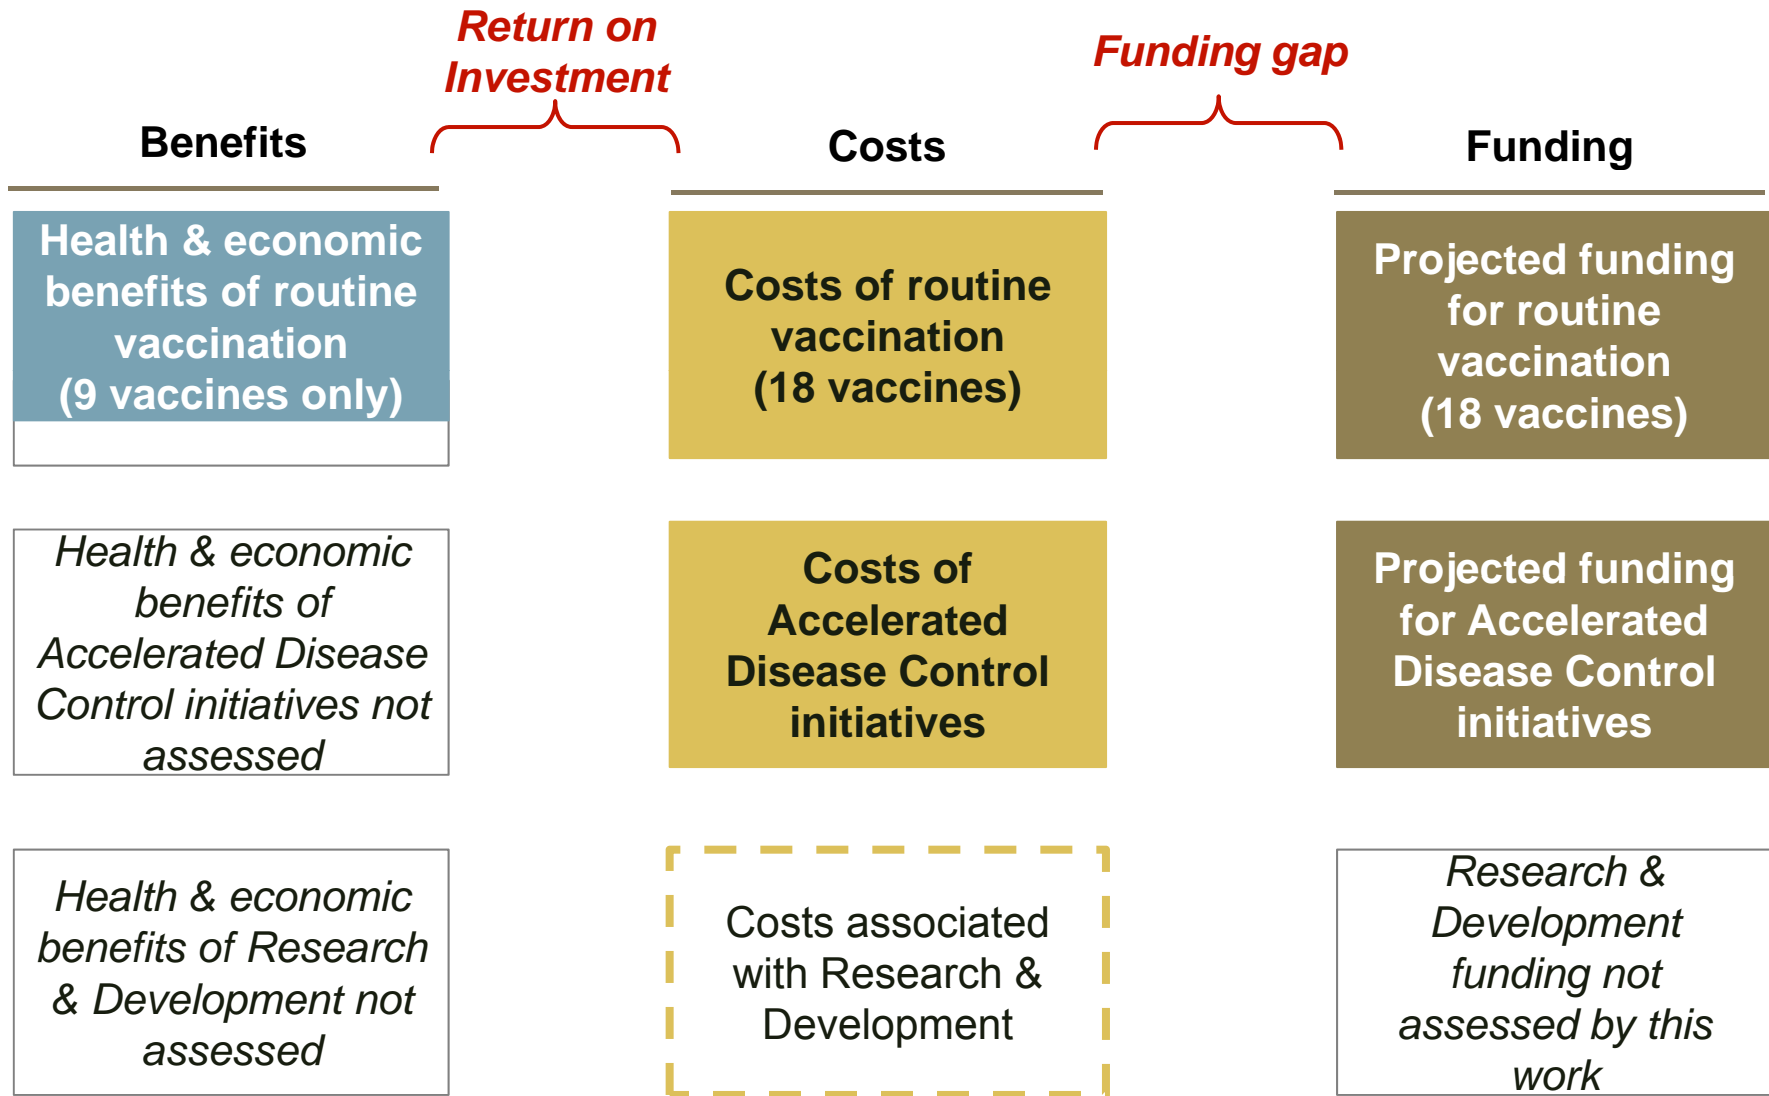 Return on
Investment
Funding gap
Benefits
Costs
Funding
Health & economic
benefits of routine
vaccination
(9 vaccines only)
Costs of routine
vaccination
(18 vaccines)
Projected funding
for routine
vaccination
(18 vaccines)
Health & economic
benefits of
Accelerated Disease
Control initiatives not
assessed
Costs of
Accelerated
Disease Control
initiatives
Projected funding
for Accelerated
Disease Control
initiatives
Health & economic
benefits of Research
& Development not
assessed
Costs associated
with Research &
Development
Research &
Development
funding not
assessed by this
work